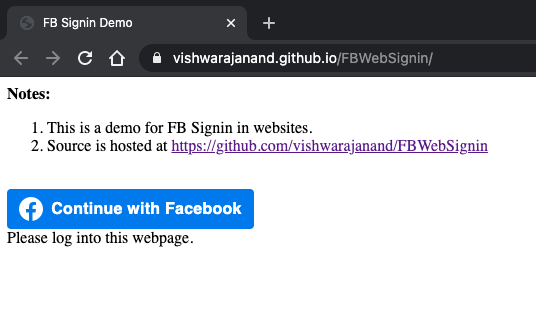 FB Signin Demo
vishwarajanand.github.io/FBWebSignin/
Notes:
1. This is a demo for FB Signin in websites.
2. Source is hosted at https://github.com/vishwarajanand/FBWebSignin
Continue with Facebook
Please log into this webpage.